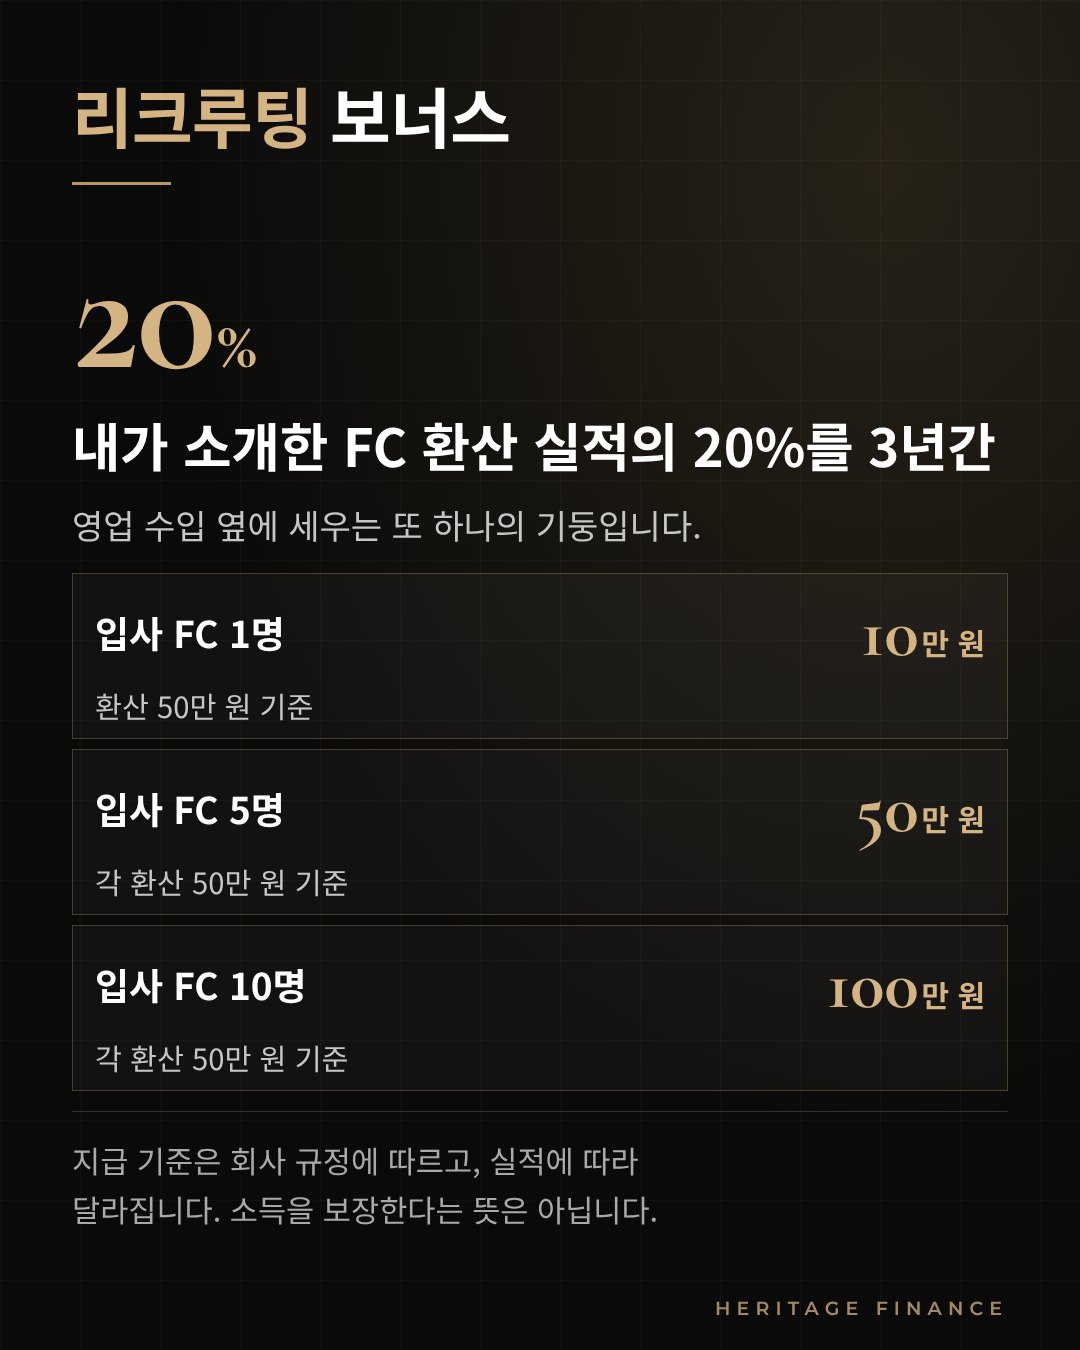 리크루팅 보너스
20%
내가 소개한 FC 환산 실적의 20%를 3년간
영업 수입 옆에 세우는 또 하나의 기둥입니다.
입사 FC 1명
10만 원
환산 50만 원 기준
입사 FC 5명
50만 원
각 환산 50만 원 기준
입사 FC 10명
100만 원
각 환산 50만 원 기준
지급 기준은 회사 규정에 따르고, 실적에 따라
달라집니다. 소득을 보장한다는 뜻은 아닙니다.
HERITAGE FINANCE